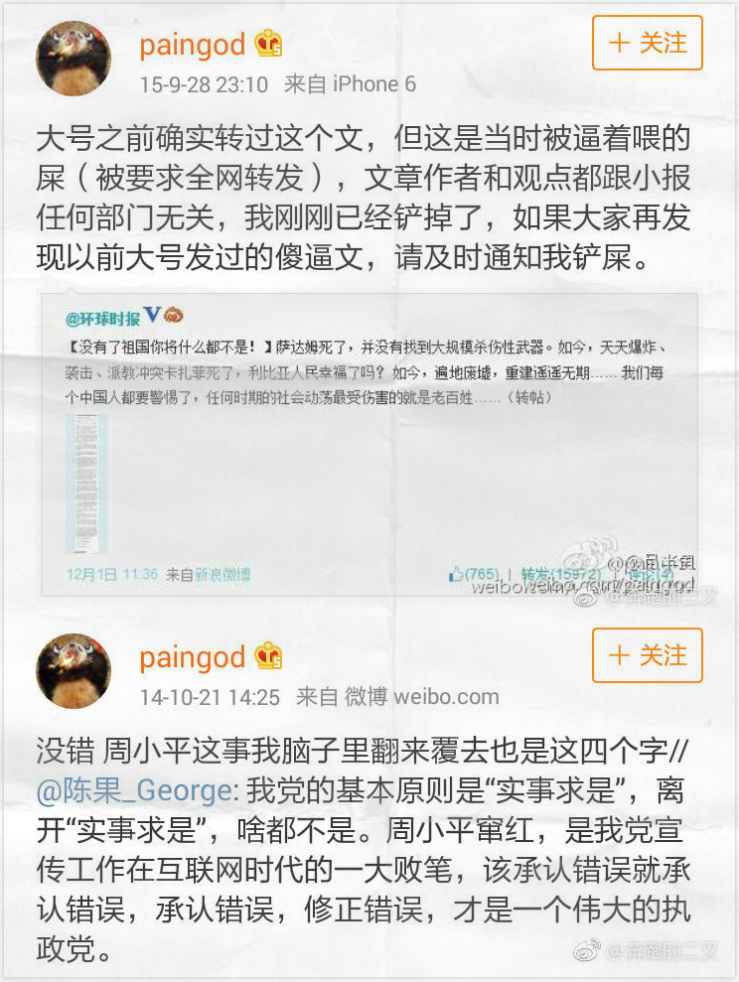 paingod
+ 关注
15-9-28 23:10 来自 iPhone 6
大号之前确实转过这个文，但这是当时被逼着喂的
屎（被要求全网转发），文章作者和观点都跟小报
任何部门无关，我刚刚已经铲掉了，如果大家再发
现以前大号发过的傻逼文，请及时通知我铲屎。
@环球时报
【没有了祖国你将什么都不是！】萨达姆死了，并没有找到大规模杀伤性武器。如今，天天爆炸、
袭击、派教冲突卡扎菲死了，利比亚人民幸福了吗？如今，遍地废墟，重建遥遥无期…… 我们每
个中国人都要警惕了，任何时期的社会动荡最受伤害的就是老百姓……（转帖）
12月1日 11:36 来自新浪微博
(765) | 转发(15972)
@奔跑的二叉
paingod
+ 关注
14-10-21 14:25 来自 微博 weibo.com
没错 周小平这事我脑子里翻来覆去也是这四个字//
@陈果_George: 我党的基本原则是“实事求是”，离
开“实事求是”，啥都不是。周小平窜红，是我党宣
传工作在互联网时代的一大败笔，该承认错误就承
认错误，承认错误，修正错误，才是一个伟大的执
政党。
@奔跑的二叉